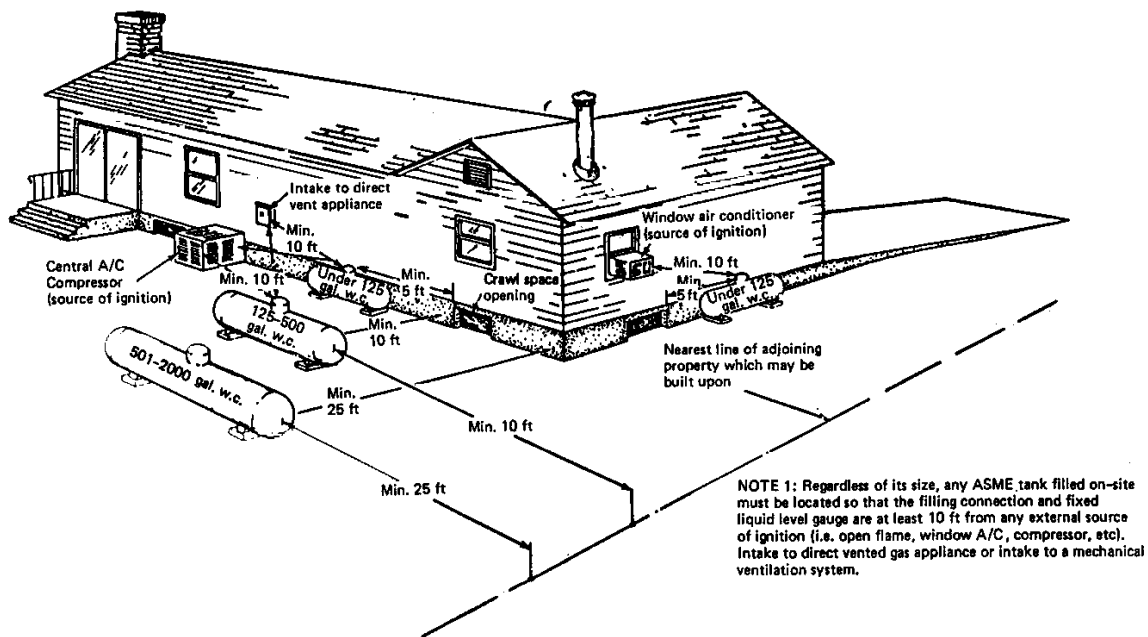 Intake to direct
vent appliance
Min.
10 ft
Window air conditioner
(source of ignition)
Central A/C
Compressor
(source of ignition)
Min. 10 ft
Under 125
gal. w.c.
Min.
5 ft
Crawl space
opening
Min. 10 ft
Min.
5 ft
Under 125
gal. w.c.
125-500
gal. w.c.
Min.
10 ft
501-2000 gal. w.c.
Min.
25 ft
Nearest line of adjoining
property which may be
built upon
Min. 10 ft
Min. 25 ft
NOTE 1: Regardless of its size, any ASME tank filled on-site
must be located so that the filling connection and fixed
liquid level gauge are at least 10 ft from any external source
of ignition (i.e. open flame, window A/C, compressor, etc).
Intake to direct vented gas appliance or intake to a mechanical
ventilation system.